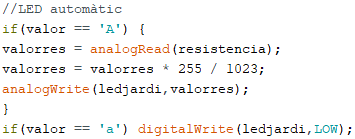 //LED automàtic
if(valor == 'A') {
valorres = analogRead(resistencia);
valorres = valorres * 255 / 1023;
analogWrite(ledjardi,valorres);
}
if(valor == 'a') digitalWrite(ledjardi,LOW);